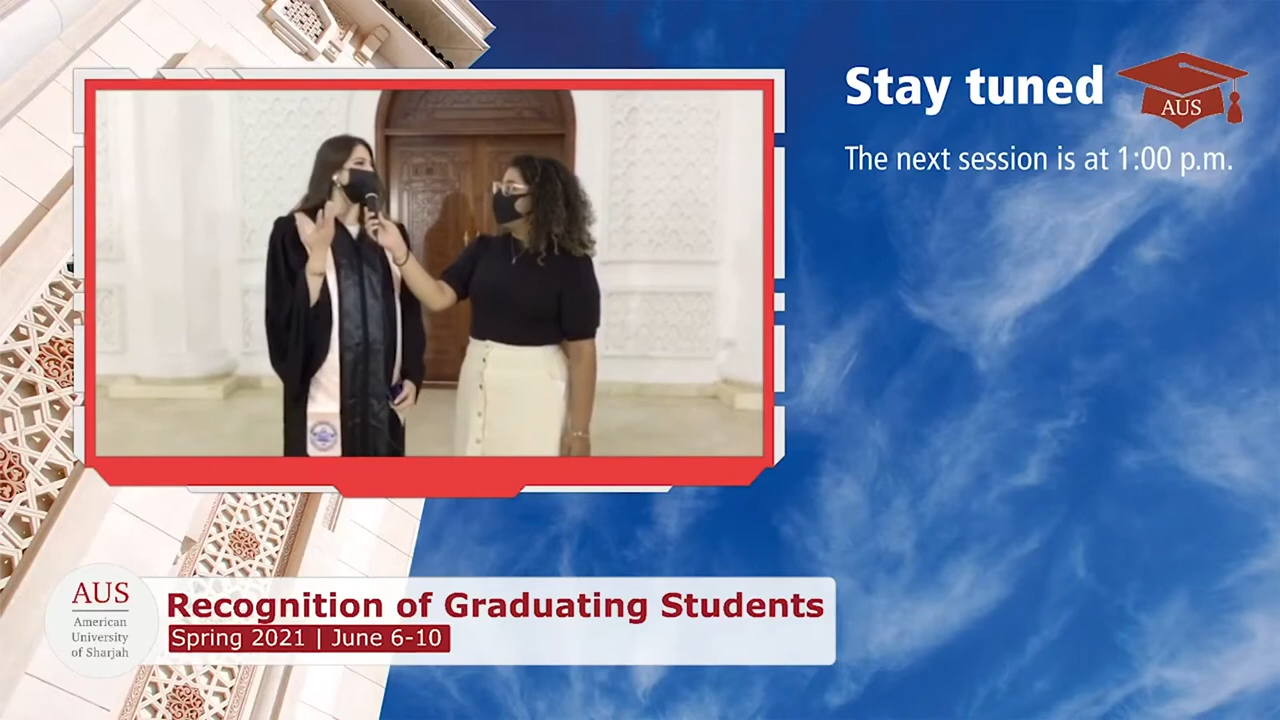 Stay tuned
AUS
The next session is at 1:00 p.m.
AUS
American
University
of Sharjah
Recognition of Graduating Students
Spring 2021 | June 6-10